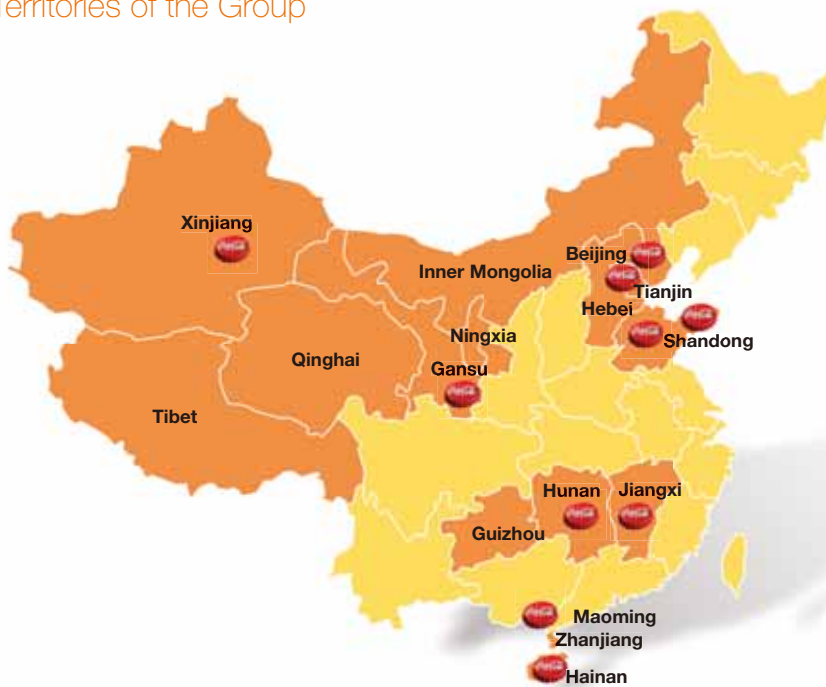 Territories of the Group
Xinjiang
Beijing
Inner Mongolia
Tianjin
Hebei
Ningxia
Shandong
Qinghai
Gansu
Tibet
Hunan
Jiangxi
Guizhou
Maoming
Zhanjiang
Hainan